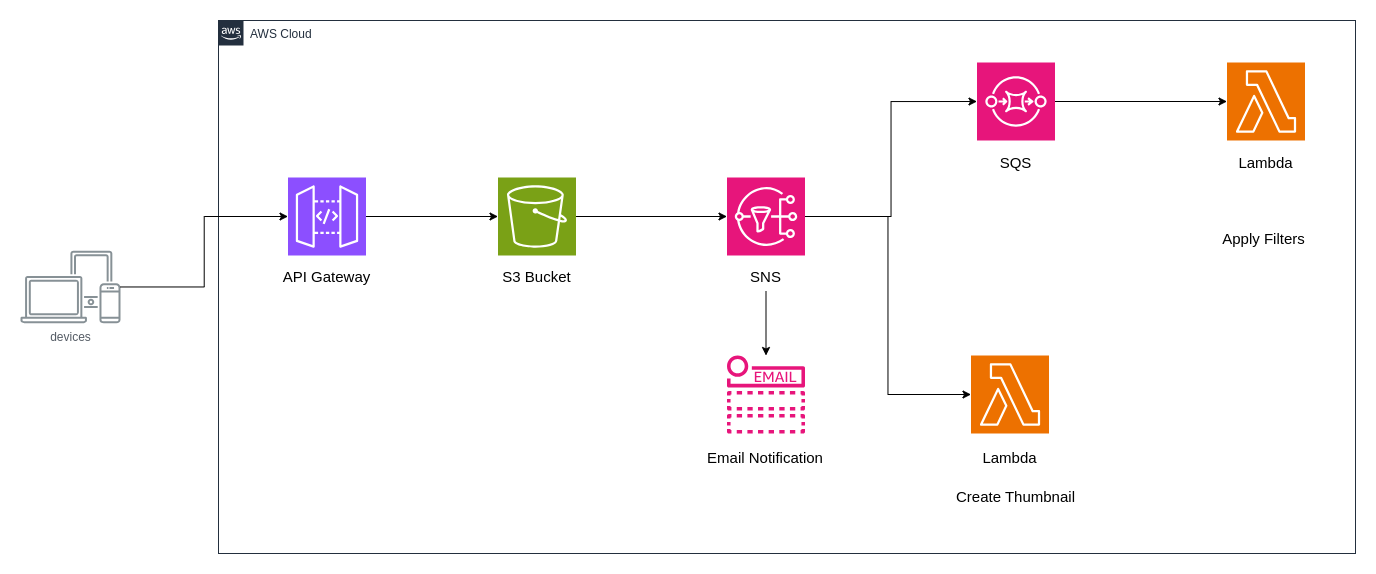 aws
AWS Cloud
SQS
Lambda
Apply Filters
API Gateway
S3 Bucket
SNS
devices
EMAIL
Email Notification
Lambda
Create Thumbnail